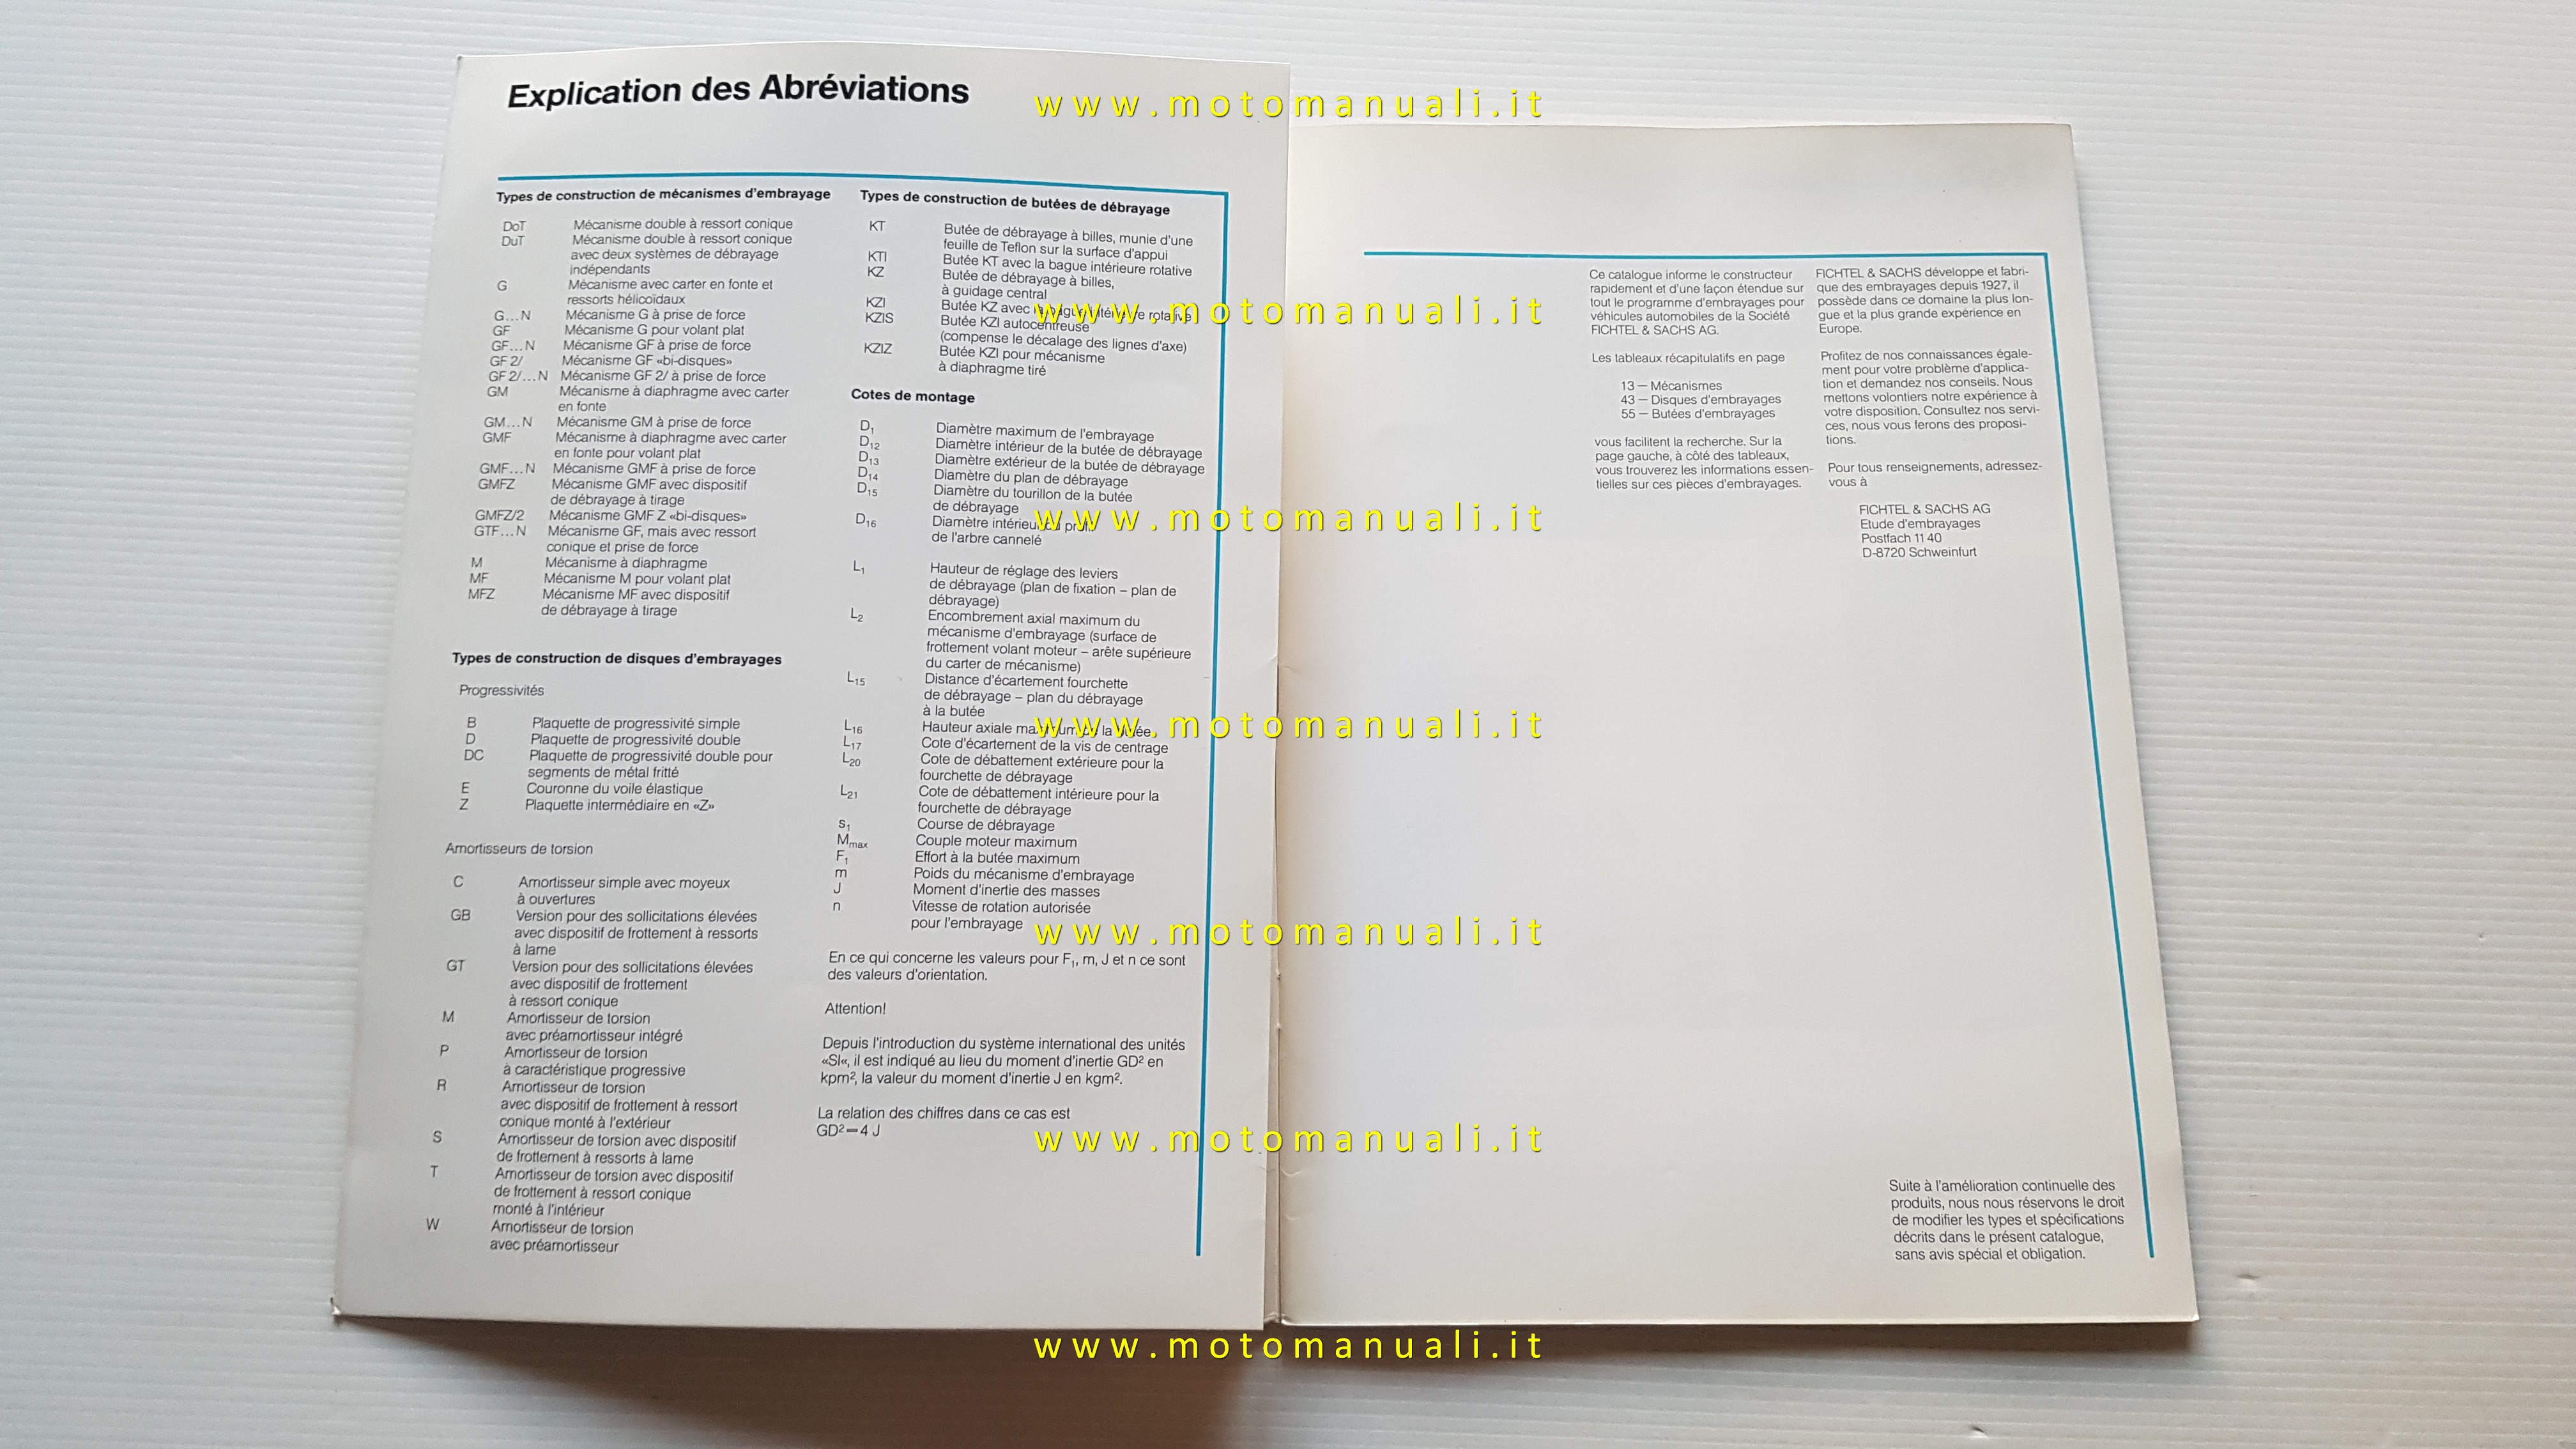 Explication des Abréviations
Types de construction de mécanismes d'embrayage
DoT Mécanisme double à ressort conique
DuT Mécanisme double à ressort conique
avec deux systèmes de débrayage
indépendants
G Mécanisme avec carter en fonte et
ressorts hélicoïdaux
G...N Mécanisme G à prise de force
GF Mécanisme G pour volant plat
GF...N Mécanisme GF à prise de force
GF 2/ Mécanisme GF «bi-disques»
GF 2/...N Mécanisme GF 2/ à prise de force
GM Mécanisme à diaphragme avec carter
en fonte
GM...N Mécanisme GM à prise de force
GMF Mécanisme à diaphragme avec carter
en fonte pour volant plat
GMF...N Mécanisme GMF à prise de force
GMFZ Mécanisme GMF avec dispositif
de débrayage à tirage
GMFZ/2 Mécanisme GMF Z «bi-disques»
GTF...N Mécanisme GF, mais avec ressort
conique et prise de force
M Mécanisme à diaphragme
MF Mécanisme M pour volant plat
MFZ Mécanisme MF avec dispositif
de débrayage à tirage
Types de construction de disques d'embrayages
Progressivités
B Plaquette de progressivité simple
D Plaquette de progressivité double
DC Plaquette de progressivité double pour
segments de métal fritté
E Couronne du voile élastique
Z Plaquette intermédiaire en «Z»
Amortisseurs de torsion
C Amortisseur simple avec moyeux
à ouvertures
GB Version pour des sollicitations élevées
avec dispositif de frottement à ressorts
à lame
GT Version pour des sollicitations élevées
avec dispositif de frottement
à ressort conique
M Amortisseur de torsion
avec préamortisseur intégré
P Amortisseur de torsion
à caractéristique progressive
R Amortisseur de torsion
avec dispositif de frottement à ressort
conique monté à l'extérieur
S Amortisseur de torsion avec dispositif
de frottement à ressorts à lame
T Amortisseur de torsion avec dispositif
de frottement à ressort conique
monté à l'intérieur
W Amortisseur de torsion
avec préamortisseur
Types de construction de butées de débrayage
KT Butée de débrayage à billes, munie d'une
feuille de Teflon sur la surface d'appui
KTI Butée KT avec la bague intérieure rotative
KZ Butée de débrayage à billes,
à guidage central
KZI Butée KZ avec la bague intérieure rotative
KZIS Butée KZI autocentreuse
(compense le décalage des lignes d'axe)
KZIZ Butée KZI pour mécanisme
à diaphragme tiré
Cotes de montage
D1 Diamètre maximum de l'embrayage
D12 Diamètre intérieur de la butée de débrayage
D13 Diamètre extérieur de la butée de débrayage
D14 Diamètre du plan de débrayage
D15 Diamètre du tourillon de la butée
de débrayage
D16 Diamètre intérieur du profil
de l'arbre cannelé
L1 Hauteur de réglage des leviers
de débrayage (plan de fixation – plan de
débrayage)
L2 Encombrement axial maximum du
mécanisme d'embrayage (surface de
frottement volant moteur – arête supérieure
du carter de mécanisme)
L15 Distance d'écartement fourchette
de débrayage – plan du débrayage
à la butée
L16 Hauteur axiale maximum de la butée
L17 Cote d'écartement de la vis de centrage
L20 Cote de débattement extérieure pour la
fourchette de débrayage
L21 Cote de débattement intérieure pour la
fourchette de débrayage
s1 Course de débrayage
Mmax Couple moteur maximum
F1 Effort à la butée maximum
m Poids du mécanisme d'embrayage
J Moment d'inertie des masses
n Vitesse de rotation autorisée
pour l'embrayage
En ce qui concerne les valeurs pour F1, m, J et n ce sont
des valeurs d'orientation.
Attention!
Depuis l'introduction du système international des unités
«SI«, il est indiqué au lieu du moment d'inertie GD² en
kpm², la valeur du moment d'inertie J en kgm².
La relation des chiffres dans ce cas est
GD²=4 J
Ce catalogue informe le constructeur
rapidement et d'une façon étendue sur
tout le programme d'embrayages pour
véhicules automobiles de la Société
FICHTEL & SACHS AG.
Les tableaux récapitulatifs en page
13 — Mécanismes
43 — Disques d'embrayages
55 — Butées d'embrayages
vous facilitent la recherche. Sur la
page gauche, à côté des tableaux,
vous trouverez les informations essen-
tielles sur ces pièces d'embrayages.
FICHTEL & SACHS développe et fabri-
que des embrayages depuis 1927, il
possède dans ce domaine la plus lon-
gue et la plus grande expérience en
Europe.
Profitez de nos connaissances égale-
ment pour votre problème d'applica-
tion et demandez nos conseils. Nous
mettons volontiers notre expérience à
votre disposition. Consultez nos servi-
ces, nous vous ferons des proposi-
tions.
Pour tous renseignements, adressez-
vous à
FICHTEL & SACHS AG
Etude d'embrayages
Postfach 11 40
D-8720 Schweinfurt
Suite à l'amélioration continuelle des
produits, nous nous réservons le droit
de modifier les types et spécifications
décrits dans le présent catalogue,
sans avis spécial et obligation.
www.motomanuali.it
www.motomanuali.it
www.motomanuali.it
www.motomanuali.it
www.motomanuali.it
www.motomanuali.it
www.motomanuali.it